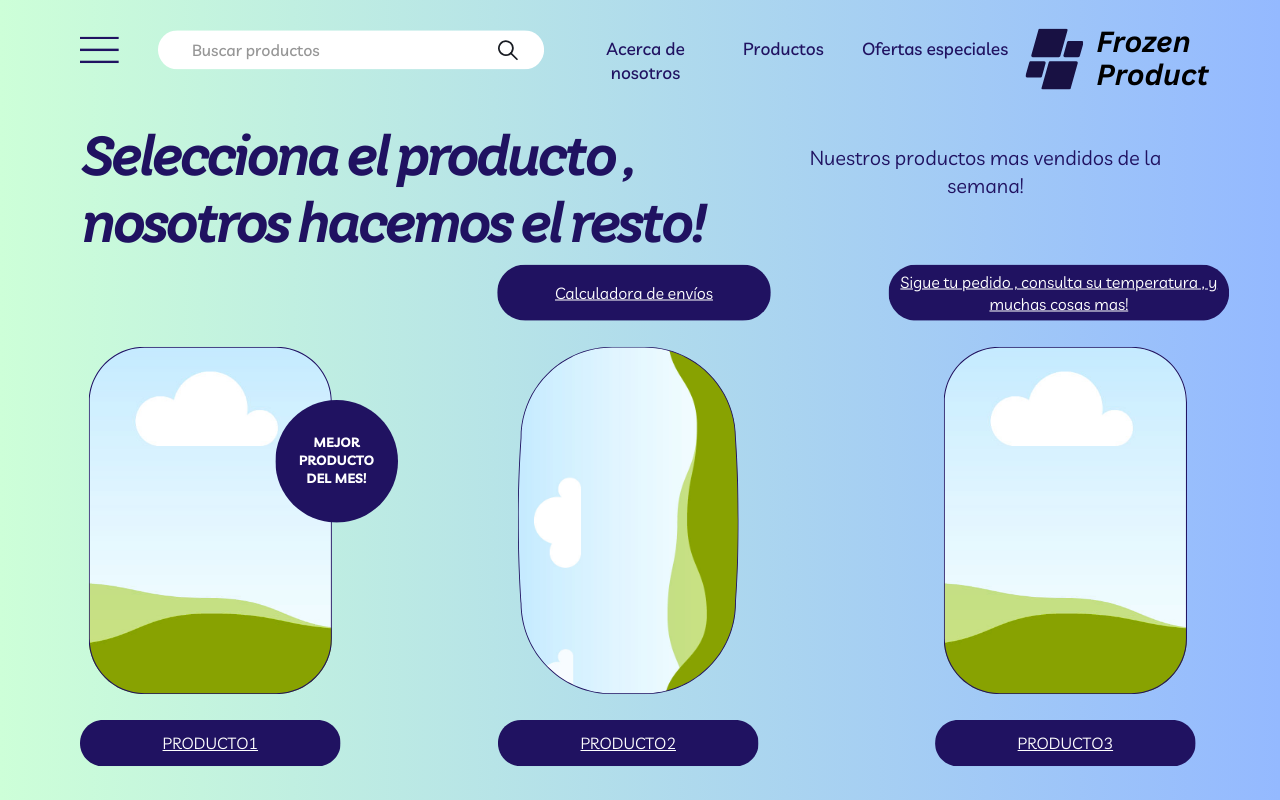 Buscar productos
Acerca de
nosotros
Productos
Ofertas especiales
Frozen
Product
Selecciona el producto ,
nosotros hacemos el resto!
Nuestros productos mas vendidos de la
semana!
Calculadora de envíos
Sigue tu pedido , consulta su temperatura , y
muchas cosas mas!
MEJOR
PRODUCTO
DEL MES!
PRODUCTO1
PRODUCTO2
PRODUCTO3